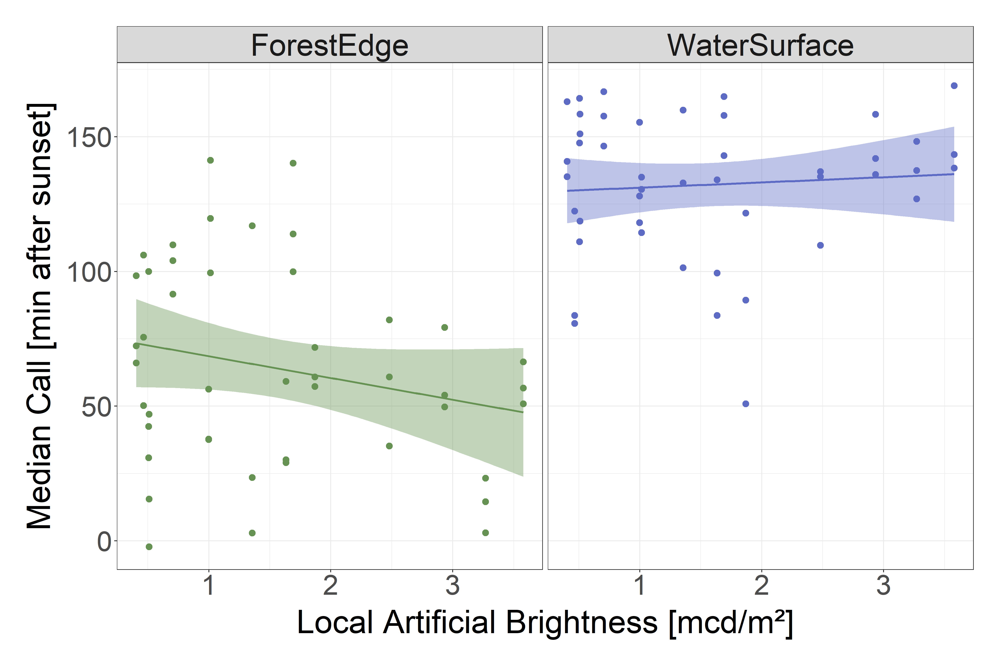 ForestEdge WaterSurface
Median Call [min after sunset]
150
100
50
0
1 2 3 1 2 3
Local Artificial Brightness [mcd/m²]